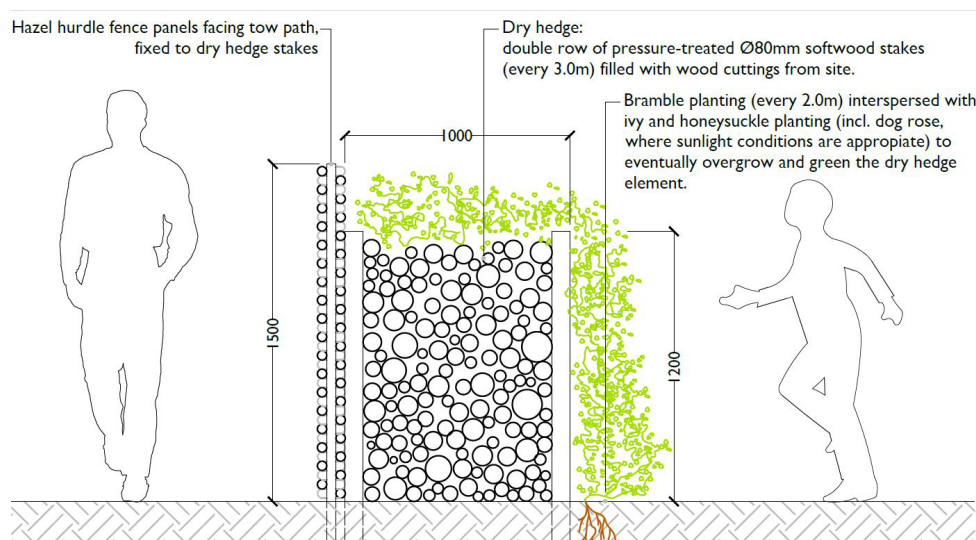 Hazel hurdle fence panels facing tow path,
fixed to dry hedge stakes
Dry hedge:
double row of pressure-treated Ø80mm softwood stakes
(every 3.0m) filled with wood cuttings from site.
Bramble planting (every 2.0m) interspersed with
ivy and honeysuckle planting (incl. dog rose,
where sunlight conditions are appropiate) to
eventually overgrow and green the dry hedge
element.
1000
1500
1200